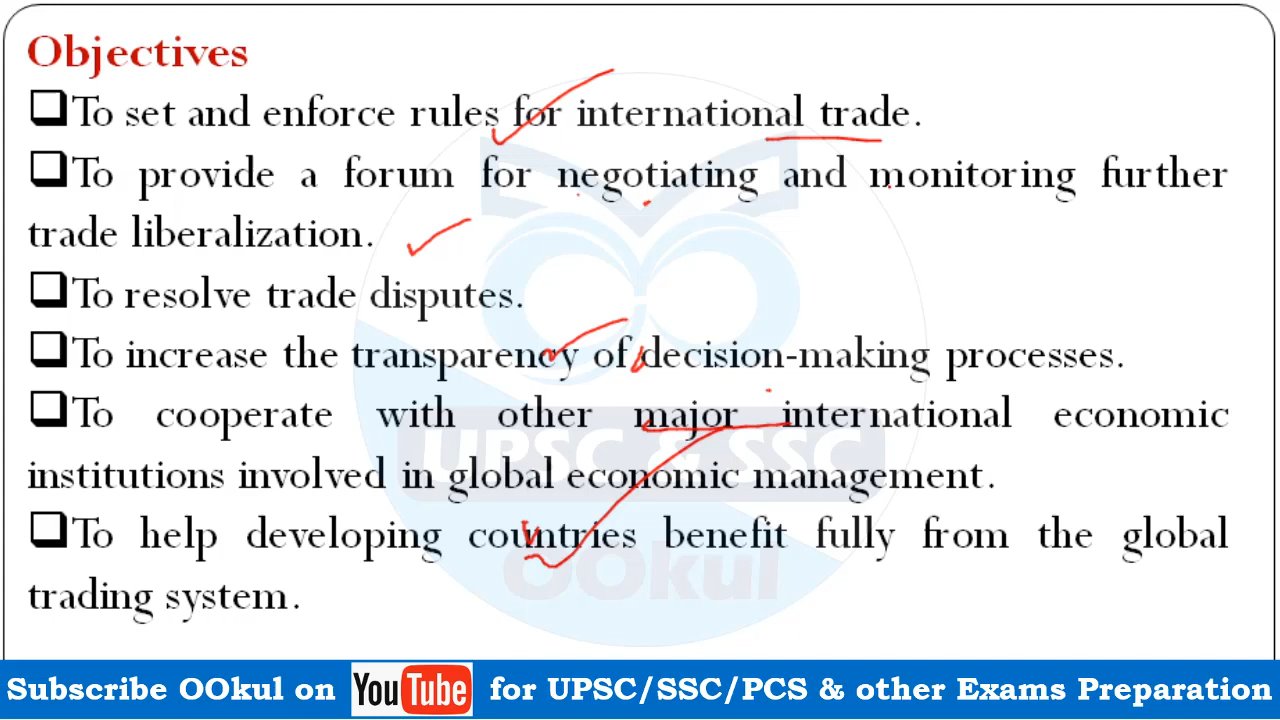 Objectives
❑To set and enforce rules for international trade.
❑To provide a forum for negotiating and monitoring further
trade liberalization.
❑To resolve trade disputes.
❑To increase the transparency of decision-making processes.
❑To cooperate with other major international economic
institutions involved in global economic management.
❑To help developing countries benefit fully from the global
trading system.
UPSC & SSC
OOkul
Subscribe OOkul on YouTube for UPSC/SSC/PCS & other Exams Preparation